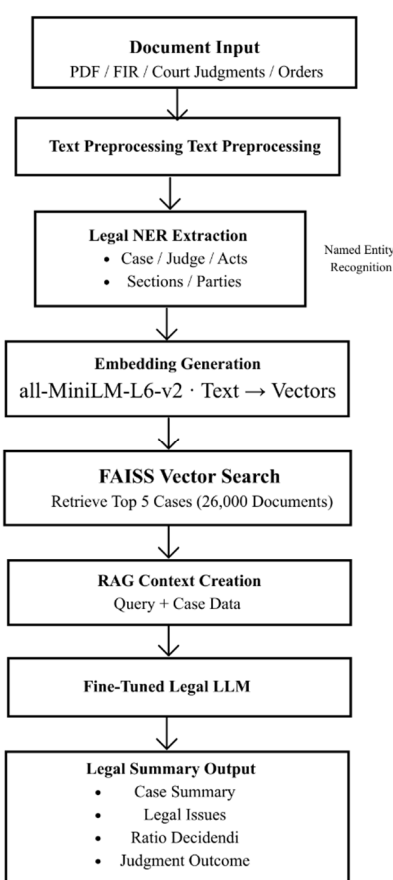 Document Input
PDF / FIR / Court Judgments / Orders
Text Preprocessing Text Preprocessing
Legal NER Extraction
• Case / Judge / Acts
• Sections / Parties
Named Entity
Recognition
Embedding Generation
all-MiniLM-L6-v2 · Text → Vectors
FAISS Vector Search
Retrieve Top 5 Cases (26,000 Documents)
RAG Context Creation
Query + Case Data
Fine-Tuned Legal LLM
Legal Summary Output
• Case Summary
• Legal Issues
• Ratio Decidendi
• Judgment Outcome